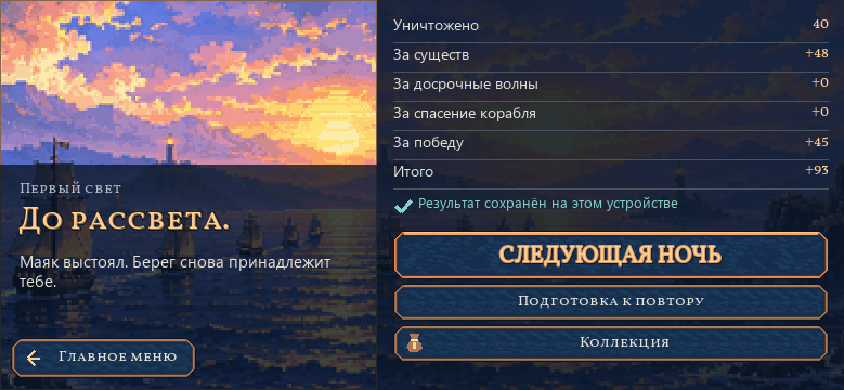 Первый свет
До рассвета.
Маяк выстоял. Берег снова принадлежит
тебе.
Главное меню
Уничтожено 40
За существ +48
За досрочные волны +0
За спасение корабля +0
За победу +45
Итого +93
Результат сохранён на этом устройстве
СЛЕДУЮЩАЯ НОЧЬ
Подготовка к повтору
Коллекция